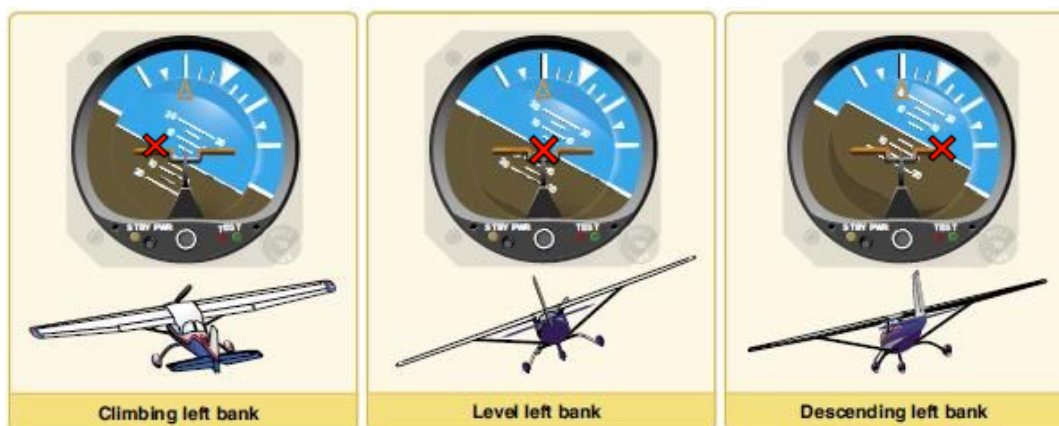 STBY PWR TEST
STBY PWR TEST
STBY PWR TEST
Climbing left bank
Level left bank
Descending left bank